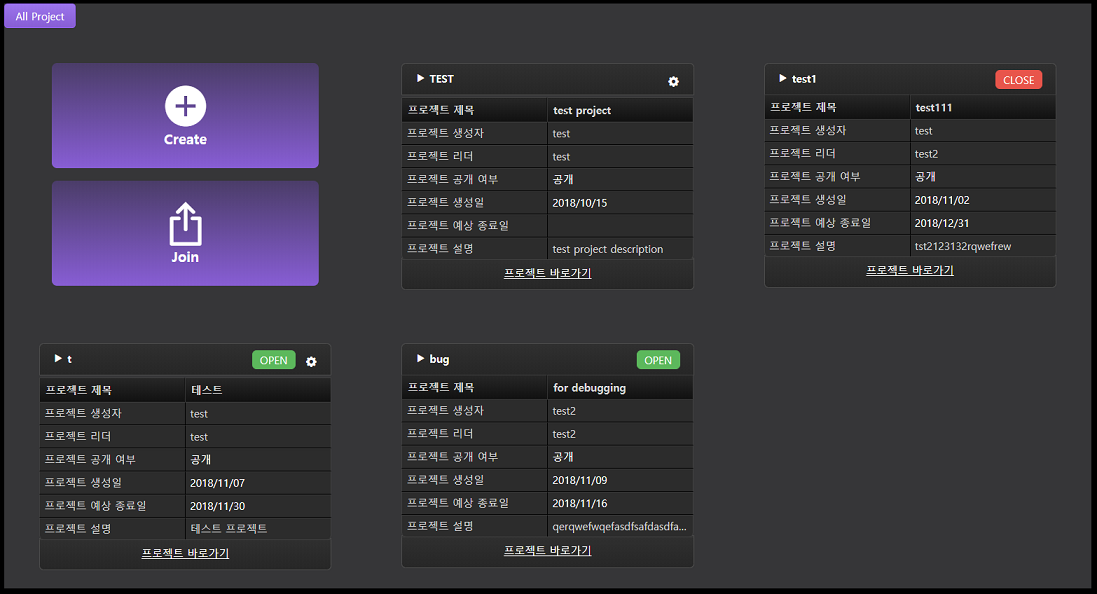 All Project
Create
Join
▶ TEST
프로젝트 제목 test project
프로젝트 생성자 test
프로젝트 리더 test
프로젝트 공개 여부 공개
프로젝트 생성일 2018/10/15
프로젝트 예상 종료일
프로젝트 설명 test project description
프로젝트 바로가기
▶ test1 CLOSE
프로젝트 제목 test111
프로젝트 생성자 test
프로젝트 리더 test2
프로젝트 공개 여부 공개
프로젝트 생성일 2018/11/02
프로젝트 예상 종료일 2018/12/31
프로젝트 설명 tst2123132rqwefrew
프로젝트 바로가기
▶ t OPEN
프로젝트 제목 테스트
프로젝트 생성자 test
프로젝트 리더 test
프로젝트 공개 여부 공개
프로젝트 생성일 2018/11/07
프로젝트 예상 종료일 2018/11/30
프로젝트 설명 테스트 프로젝트
프로젝트 바로가기
▶ bug OPEN
프로젝트 제목 for debugging
프로젝트 생성자 test2
프로젝트 리더 test2
프로젝트 공개 여부 공개
프로젝트 생성일 2018/11/09
프로젝트 예상 종료일 2018/11/16
프로젝트 설명 qerqwefwqefasdfsafdasdfa...
프로젝트 바로가기